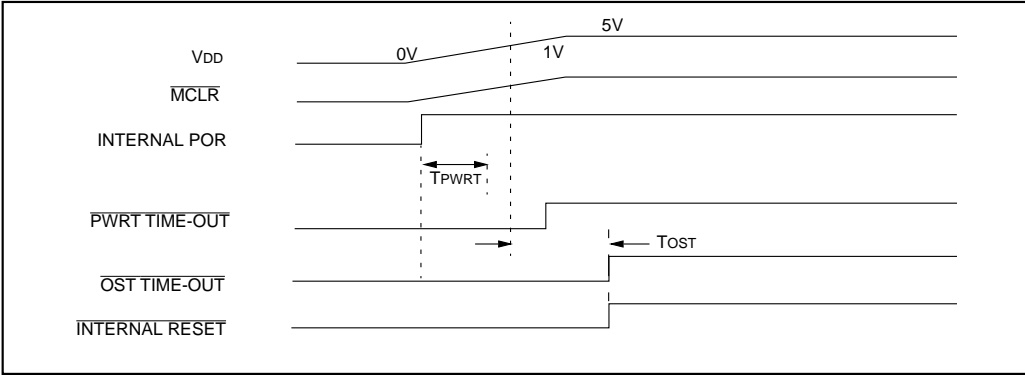 5V
VDD
0V
1V
MCLR
INTERNAL POR
TPWRT
PWRT TIME-OUT
TOST
OST TIME-OUT
INTERNAL RESET